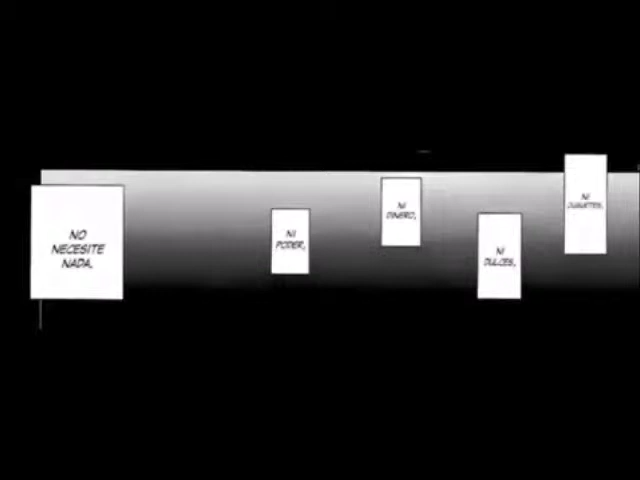 NI
JUGUETES,
NI
DULCES,
NI
DINERO,
NI
PODER,
NO
NECESITE
NADA.